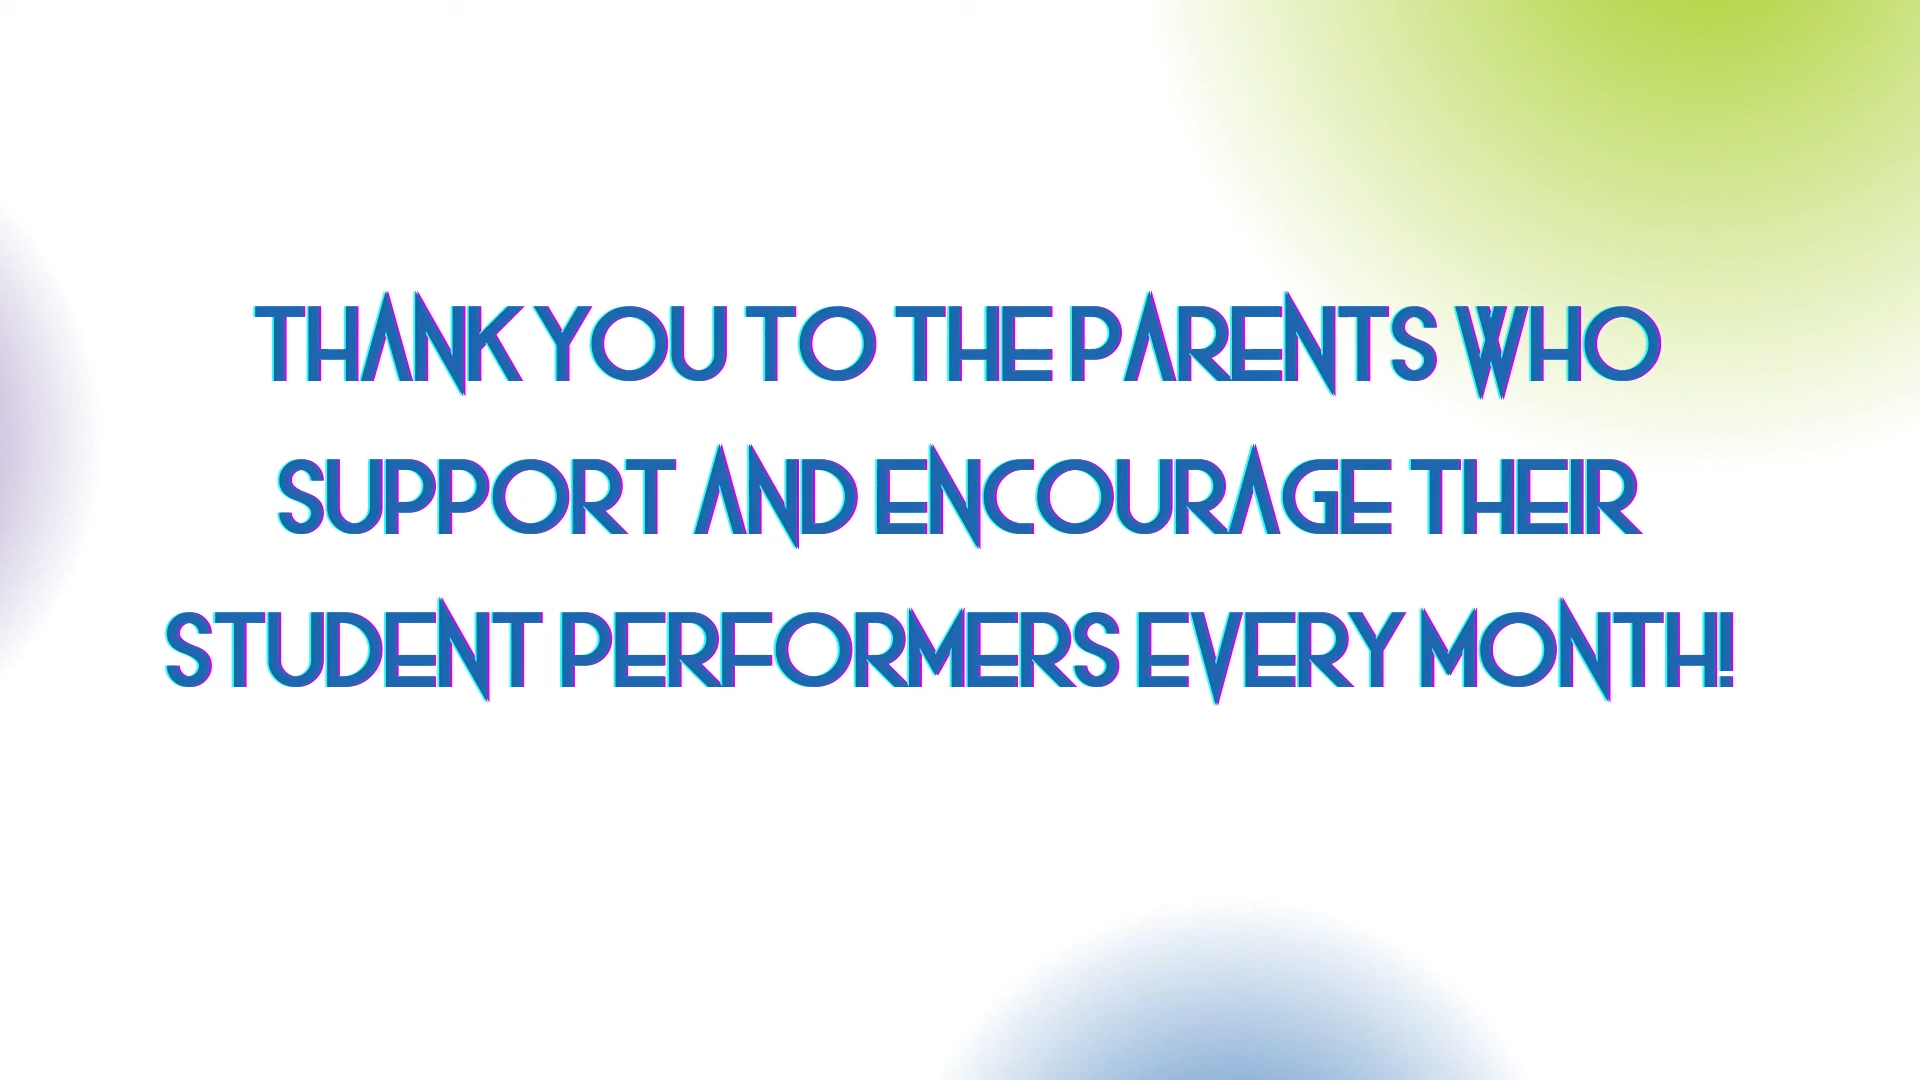 THANK YOU TO THE PARENTS WHO
SUPPORT AND ENCOURAGE THEIR
STUDENT PERFORMERS EVERY MONTH!